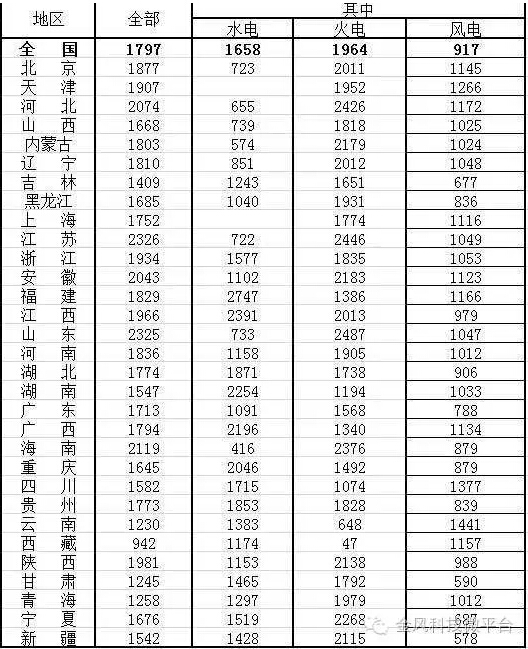 地区 全部 其中
水电 火电 风电
全国 1797 1658 1964 917
北京 1877 723 2011 1145
天津 1907 1952 1266
河北 2074 655 2426 1172
山西 1668 739 1818 1025
内蒙古 1803 574 2179 1024
辽宁 1810 851 2012 1048
吉林 1409 1243 1651 677
黑龙江 1685 1040 1931 836
上海 1752 1774 1116
江苏 2326 722 2446 1049
浙江 1934 1577 1835 1053
安徽 2043 1102 2183 1123
福建 1829 2747 1386 1166
江西 1966 2391 2013 979
山东 2325 733 2487 1047
河南 1836 1158 1905 1012
湖北 1774 1871 1738 906
湖南 1547 2254 1194 1033
广东 1713 1091 1568 788
广西 1794 2196 1340 1134
海南 2119 416 2376 879
重庆 1645 2046 1492 879
四川 1582 1715 1074 1377
贵州 1773 1853 1828 839
云南 1230 1383 648 1441
西藏 942 1174 47 1157
陕西 1981 1153 2138 988
甘肃 1245 1465 1792 590
青海 1258 1297 1979 1012
宁夏 1676 1519 2268 687
金风科技微平台
新疆 1542 1428 2115 578